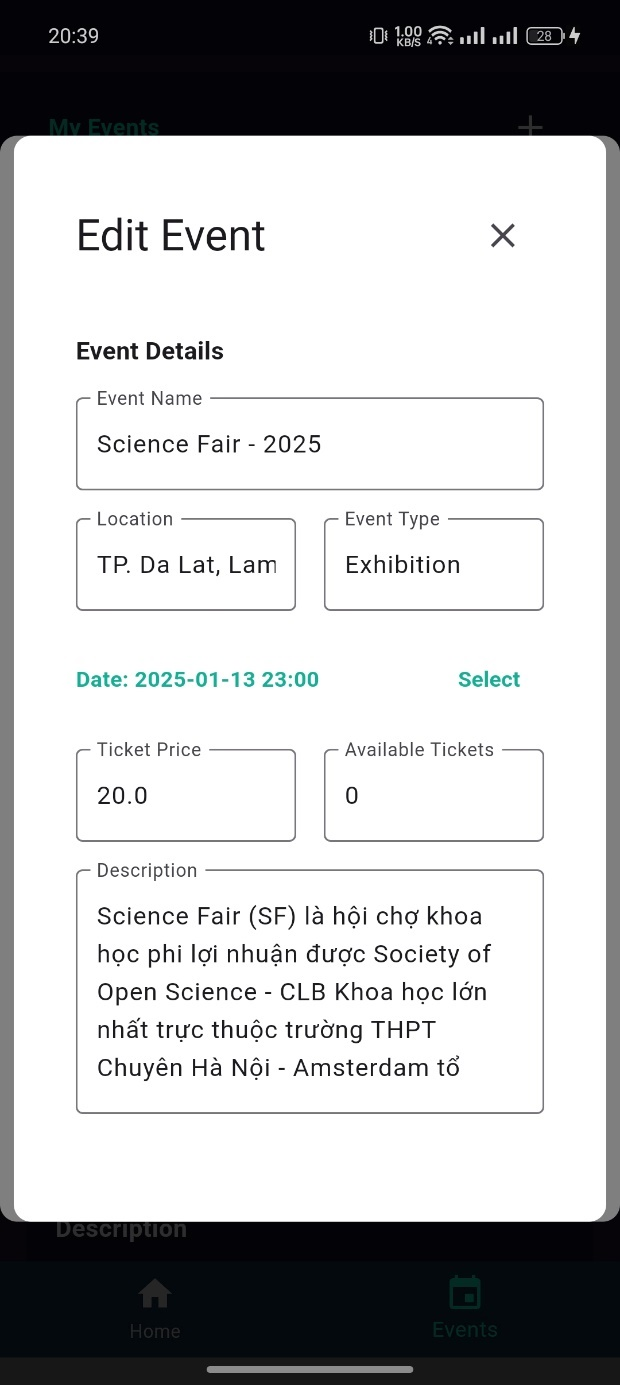 20:39
1.00
KB/S
4
28
My Events
Edit Event
Event Details
Event Name
Science Fair - 2025
Location
Event Type
TP. Da Lat, Lam
Exhibition
Date: 2025-01-13 23:00
Select
Ticket Price
Available Tickets
20.0
0
Description
Science Fair (SF) là hội chợ khoa
học phi lợi nhuận được Society of
Open Science - CLB Khoa học lớn
nhất trực thuộc trường THPT
Chuyên Hà Nội - Amsterdam tổ
Description
Home
Events